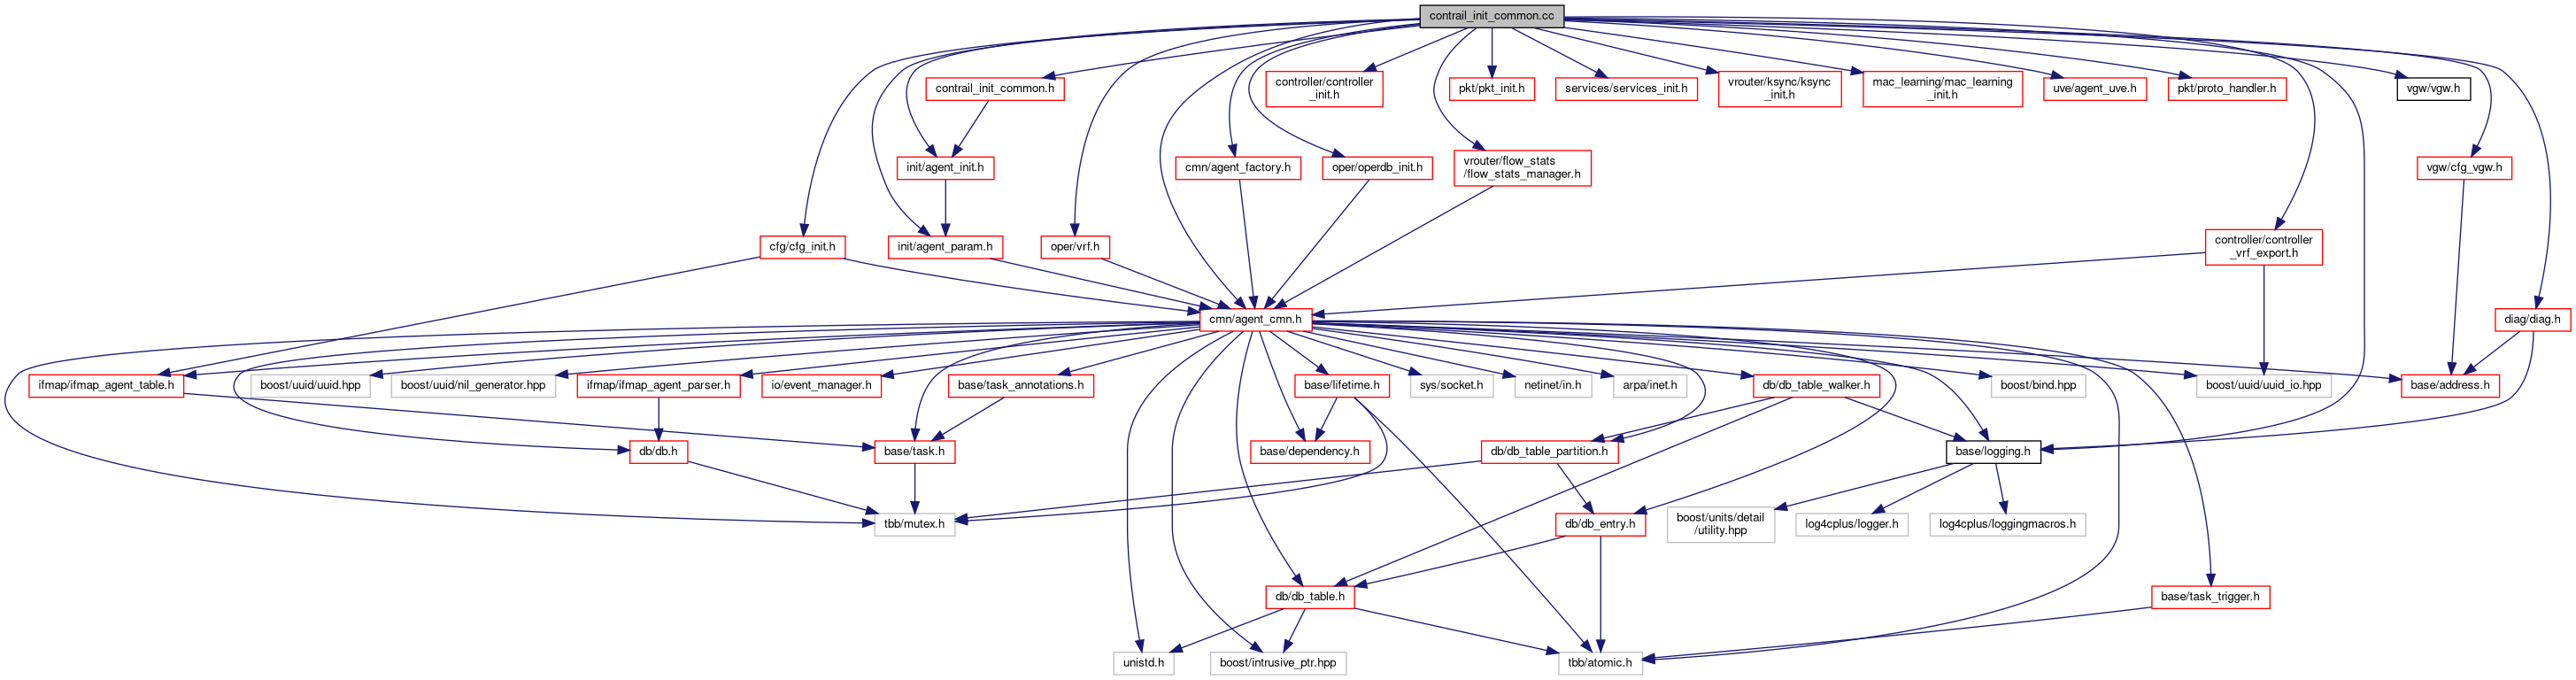 contrail_init_common.cc
contrail_init_common.h
controller/controller
_init.h
pkt/pkt_init.h
services/services_init.h
vrouter/ksync/ksync
_init.h
mac_learning/mac_learning
_init.h
uve/agent_uve.h
pkt/proto_handler.h
vgw/vgw.h
init/agent_init.h
cmn/agent_factory.h
oper/operdb_init.h
vrouter/flow_stats
/flow_stats_manager.h
vgw/cfg_vgw.h
cfg/cfg_init.h
init/agent_param.h
oper/vrf.h
controller/controller
_vrf_export.h
cmn/agent_cmn.h
diag/diag.h
ifmap/ifmap_agent_table.h
boost/uuid/uuid.hpp
boost/uuid/nil_generator.hpp
ifmap/ifmap_agent_parser.h
io/event_manager.h
base/task_annotations.h
base/lifetime.h
sys/socket.h
netinet/in.h
arpa/inet.h
db/db_table_walker.h
boost/bind.hpp
boost/uuid/uuid_io.hpp
base/address.h
db/db.h
base/task.h
base/dependency.h
db/db_table_partition.h
base/logging.h
tbb/mutex.h
db/db_entry.h
boost/units/detail
/utility.hpp
log4cplus/logger.h
log4cplus/loggingmacros.h
db/db_table.h
base/task_trigger.h
unistd.h
boost/intrusive_ptr.hpp
tbb/atomic.h